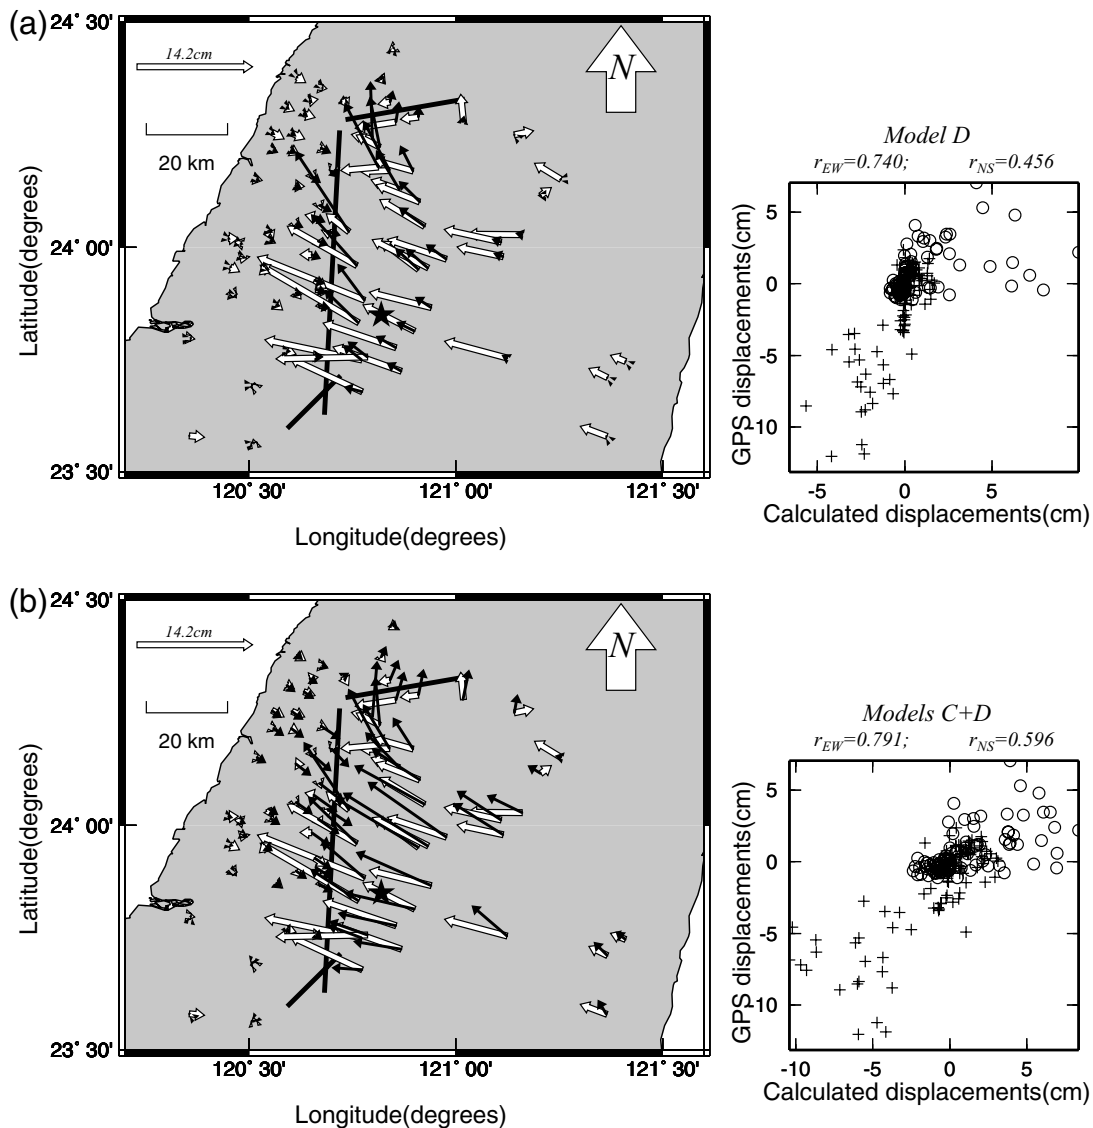 (a)
24° 30'
14.2cm
N
20 km
24° 00'
23° 30'
Latitude(degrees)
120° 30'
121° 00'
121° 30'
Longitude(degrees)
Model D
rEW=0.740; rNS=0.456
5
0
-5
-10
GPS displacements(cm)
-5 0 5
Calculated displacements(cm)
(b)
24° 30'
14.2cm
N
20 km
24° 00'
23° 30'
Latitude(degrees)
120° 30'
121° 00'
121° 30'
Longitude(degrees)
Models C+D
rEW=0.791; rNS=0.596
5
0
-5
-10
GPS displacements(cm)
-10 -5 0 5
Calculated displacements(cm)